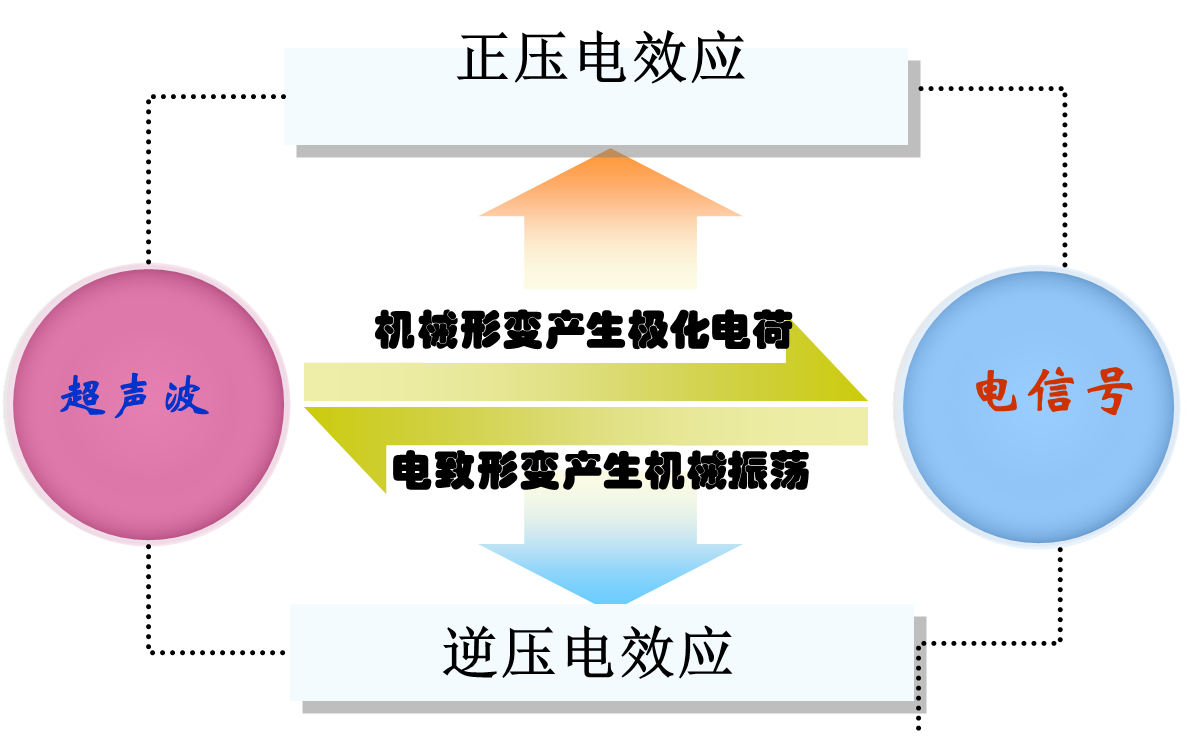 正压电效应
机械形变产生极化电荷
超声波
电信号
电致形变产生机械振荡
逆压电效应